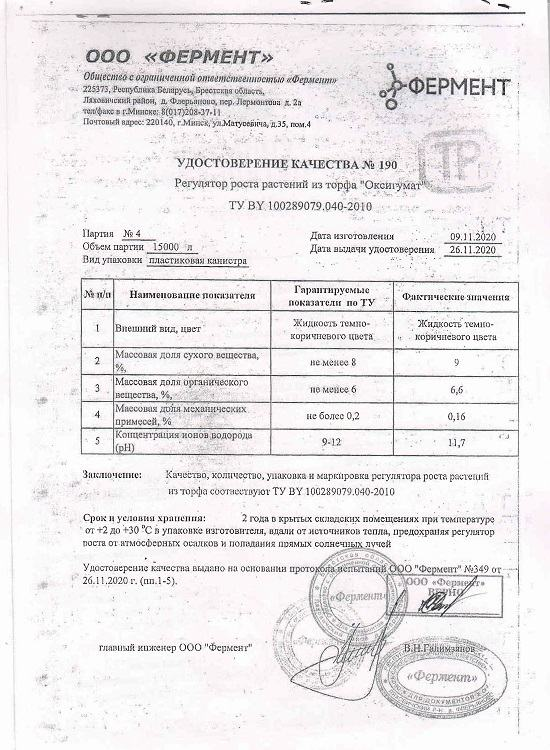 ООО «ФЕРМЕНТ»
Общество с ограниченной ответственностью «Фермент»
225373, Республика Беларусь, Брестская область,
Ляховичский район, д. Флерьяново, пер. Лермонтова д. 2а
тел/факс в г.Минске: 8(017)208-37-11
Почтовый адрес: 220140, г.Минск, ул.Матусевича, д.35, пом.4
ФЕРМЕНТ
ТР
УДОСТОВЕРЕНИЕ КАЧЕСТВА № 190
Регулятор роста растений из торфа "Оксигумат"
ТУ BY 100289079.040-2010
Партия № 4
Объем партии 15000 л
Вид упаковки пластиковая канистра
Дата изготовления 09.11.2020
Дата выдачи удостоверения 26.11.2020
№ п/п Наименование показателя Гарантируемые показатели по ТУ Фактические значения
1 Внешний вид, цвет Жидкость темно-коричневого цвета Жидкость темно-коричневого цвета
2 Массовая доля сухого вещества, %, не менее 8 9
3 Массовая доля органического вещества, %, не менее 6 6,6
4 Массовая доля механических примесей, % не более 0,2 0,16
5 Концентрация ионов водорода (рН) 9-12 11,7
Заключение: Качество, количество, упаковка и маркировка регулятора роста растений
из торфа соотвествуют ТУ BY 100289079.040-2010
Срок и условия хранения: 2 года в крытых складских помещениях при температуре
от +2 до +30 ⁰С в упаковке изготовителя, вдали от источников тепла, предохраняя регулятор
роста от атмосферных осадков и попадания прямых солнечных лучей
Удостоверение качества выдано на основании протокола испытаний ООО "Фермент" №349 от
26.11.2020 г. (пп.1-5).
ООО «Фермент»
ВЕРНО
«Фермент»
главный инженер ООО "Фермент"
В.Н.Галимзянов
«Фермент»
ДЛЯ ДОКУМЕНТОВ